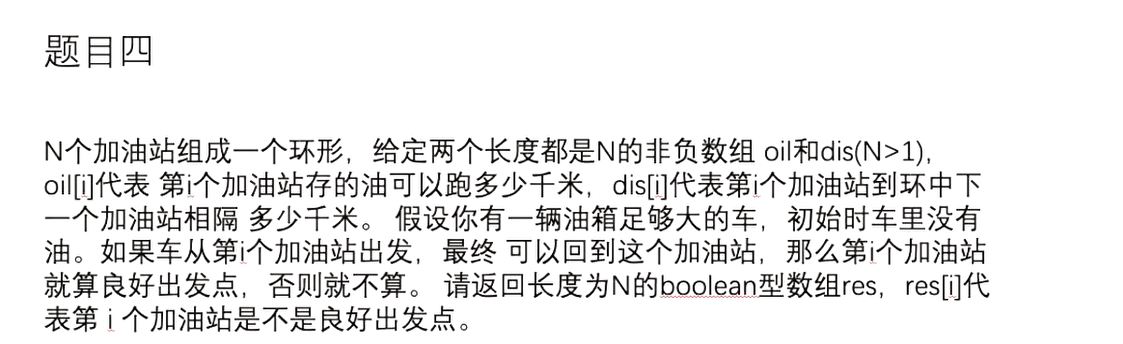 题目四
N个加油站组成一个环形，给定两个长度都是N的非负数组 oil和dis(N>1)，
oil[i]代表 第i个加油站存的油可以跑多少千米，dis[i]代表第i个加油站到环中下
一个加油站相隔 多少千米。 假设你有一辆油箱足够大的车，初始时车里没有
油。如果车从第i个加油站出发，最终 可以回到这个加油站，那么第i个加油站
就算良好出发点，否则就不算。 请返回长度为N的boolean型数组res，res[i]代
表第 i 个加油站是不是良好出发点。